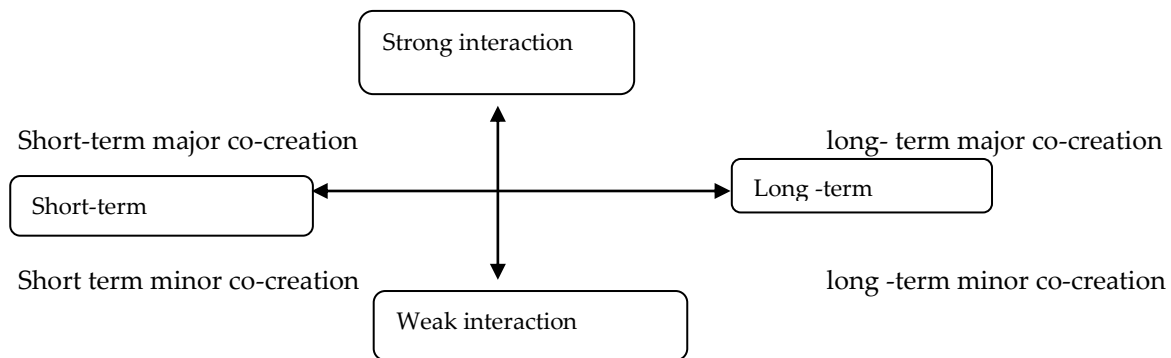 Strong interaction
Short-term major co-creation
long- term major co-creation
Short-term
Long -term
Short term minor co-creation
long -term minor co-creation
Weak interaction